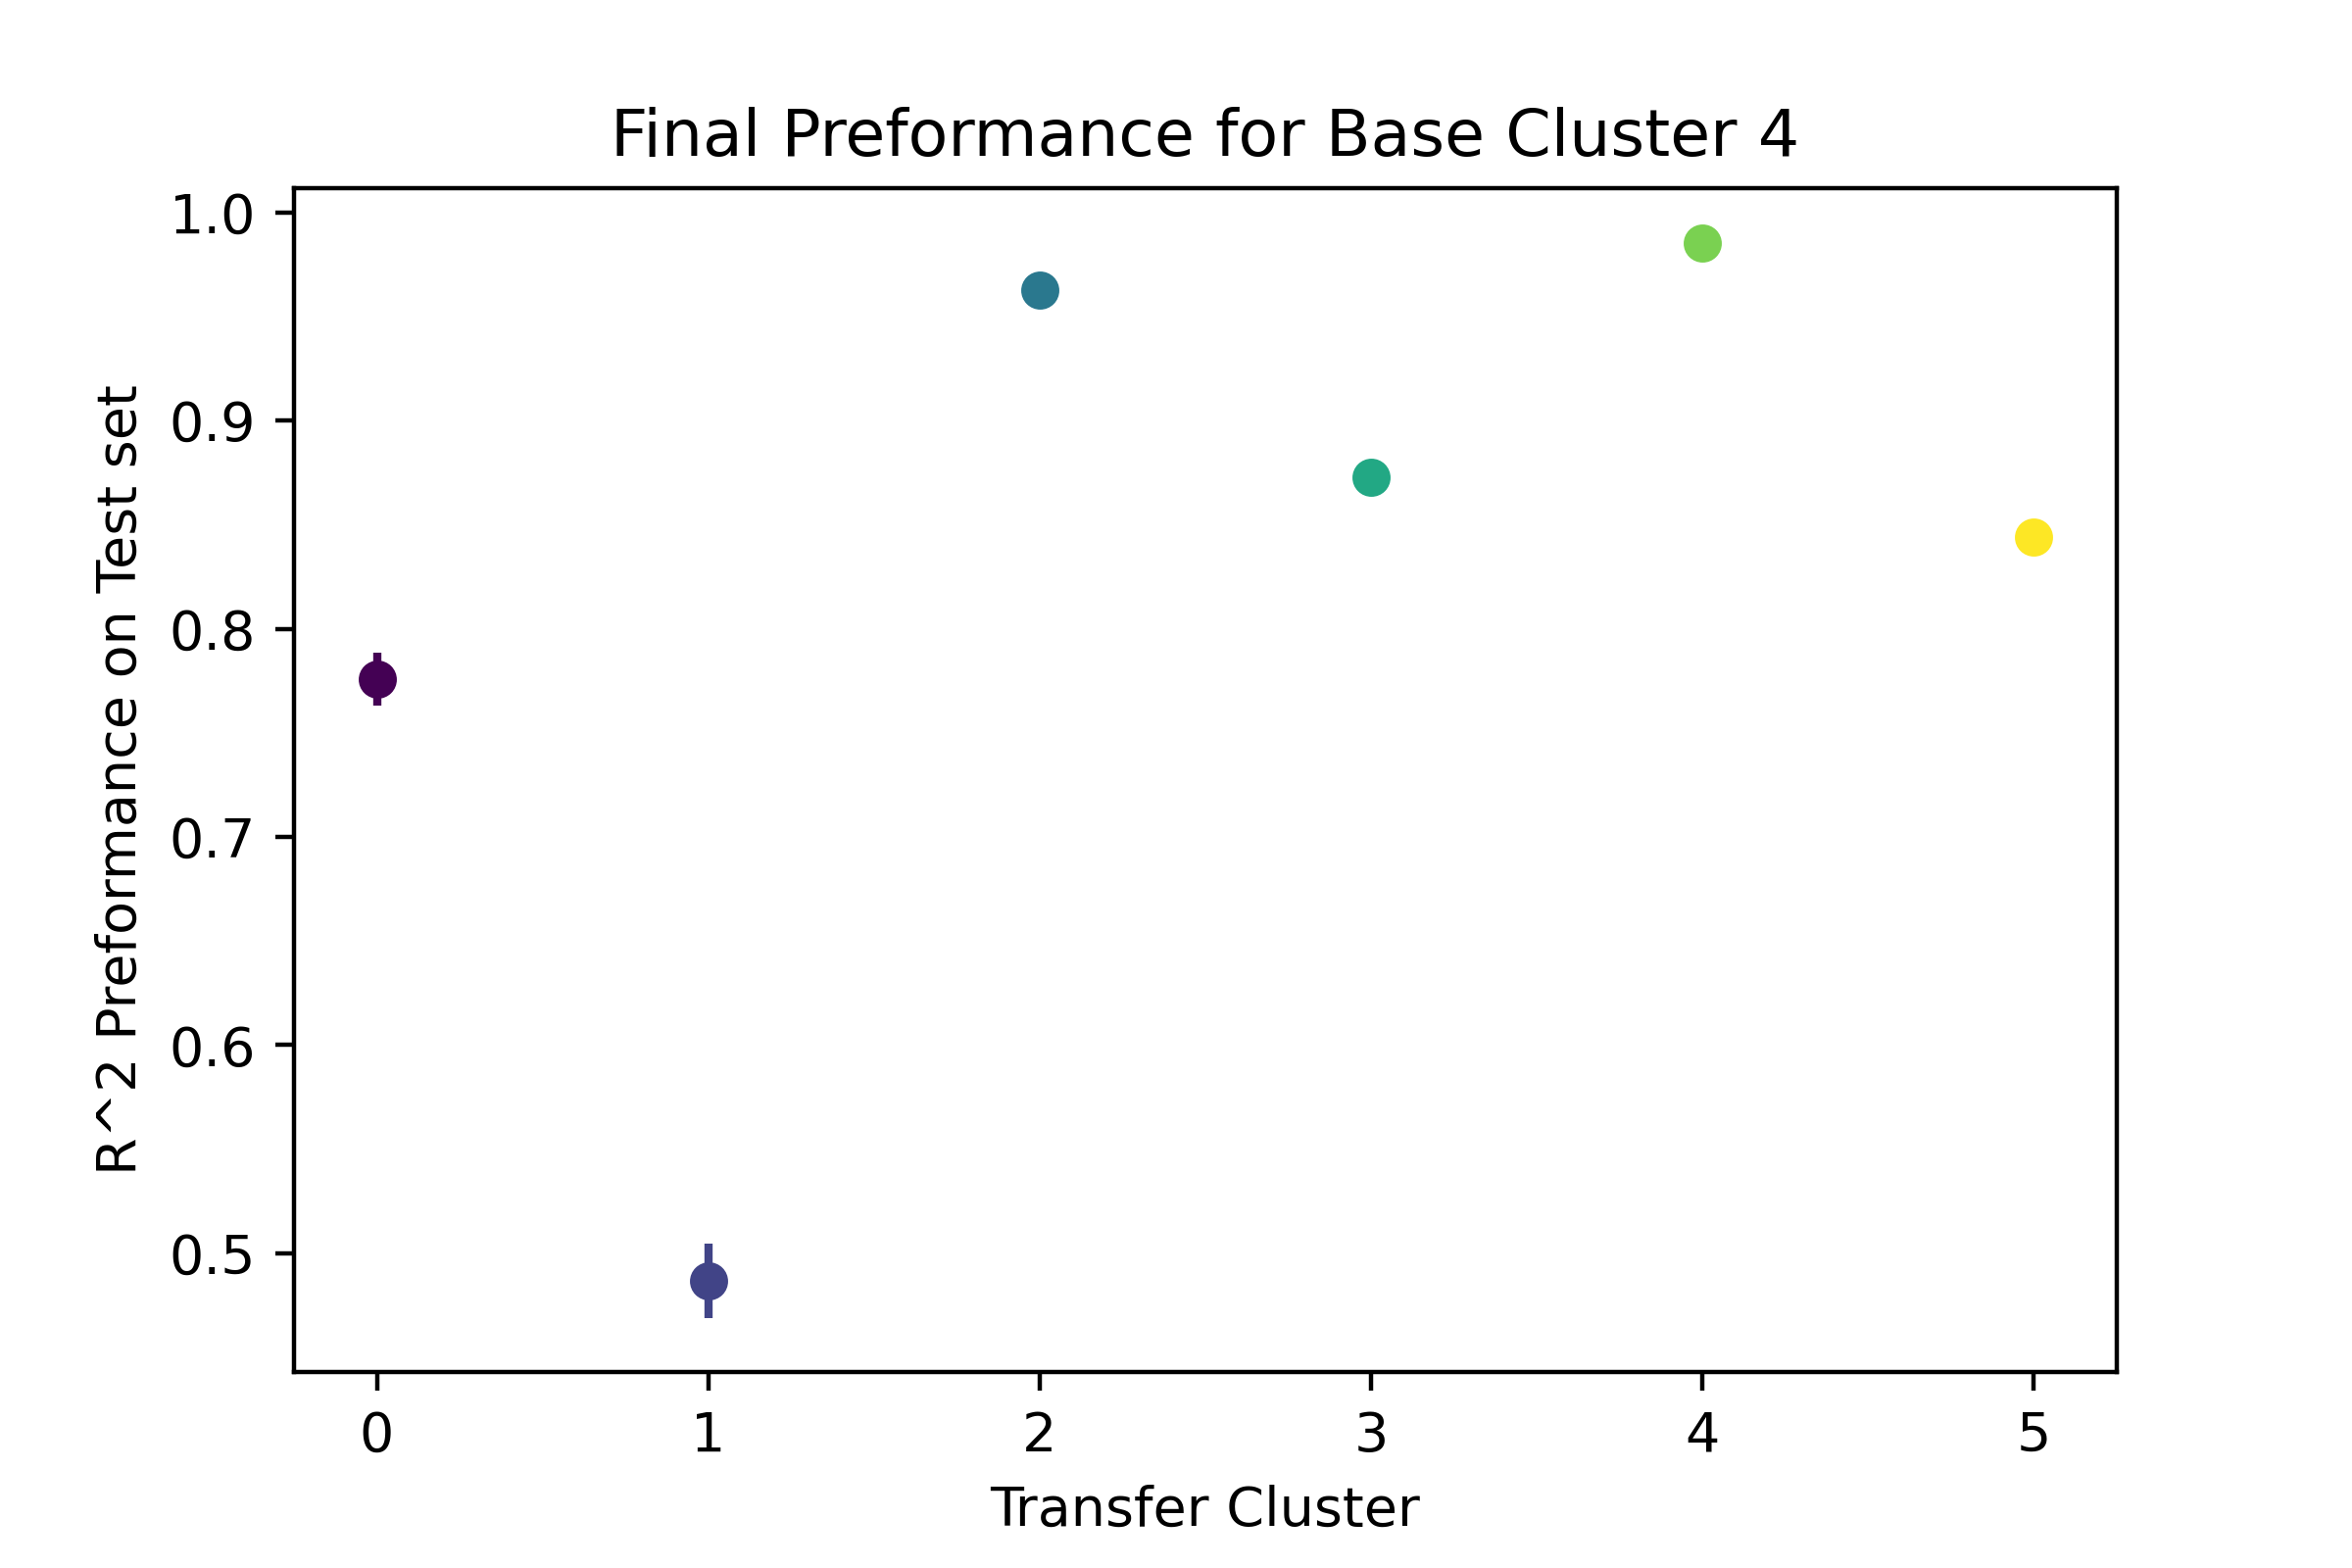 Final Preformance for Base Cluster 4
R^2 Preformance on Test set
1.0
0.9
0.8
0.7
0.6
0.5
0 1 2 3 4 5
Transfer Cluster